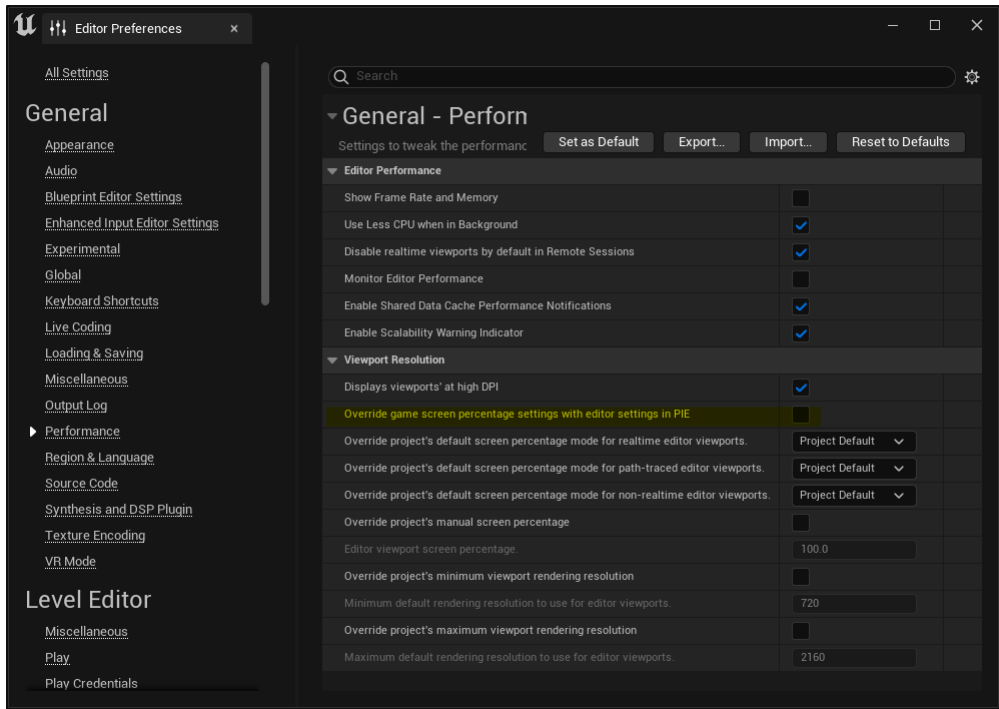 Editor Preferences
All Settings
General
Appearance
Audio
Blueprint Editor Settings
Enhanced Input Editor Settings
Experimental
Global
Keyboard Shortcuts
Live Coding
Loading & Saving
Miscellaneous
Output Log
Performance
Region & Language
Source Code
Synthesis and DSP Plugin
Texture Encoding
VR Mode
Level Editor
Miscellaneous
Play
Play Credentials
Search
General - Perforn
Settings to tweak the performanc
Set as Default
Export...
Import...
Reset to Defaults
Editor Performance
Show Frame Rate and Memory
Use Less CPU when in Background
Disable realtime viewports by default in Remote Sessions
Monitor Editor Performance
Enable Shared Data Cache Performance Notifications
Enable Scalability Warning Indicator
Viewport Resolution
Displays viewports' at high DPI
Override game screen percentage settings with editor settings in PIE
Override project's default screen percentage mode for realtime editor viewports. Project Default
Override project's default screen percentage mode for path-traced editor viewports. Project Default
Override project's default screen percentage mode for non-realtime editor viewports. Project Default
Override project's manual screen percentage
Editor viewport screen percentage. 100.0
Override project's minimum viewport rendering resolution
Minimum default rendering resolution to use for editor viewports. 720
Override project's maximum viewport rendering resolution
Maximum default rendering resolution to use for editor viewports. 2160